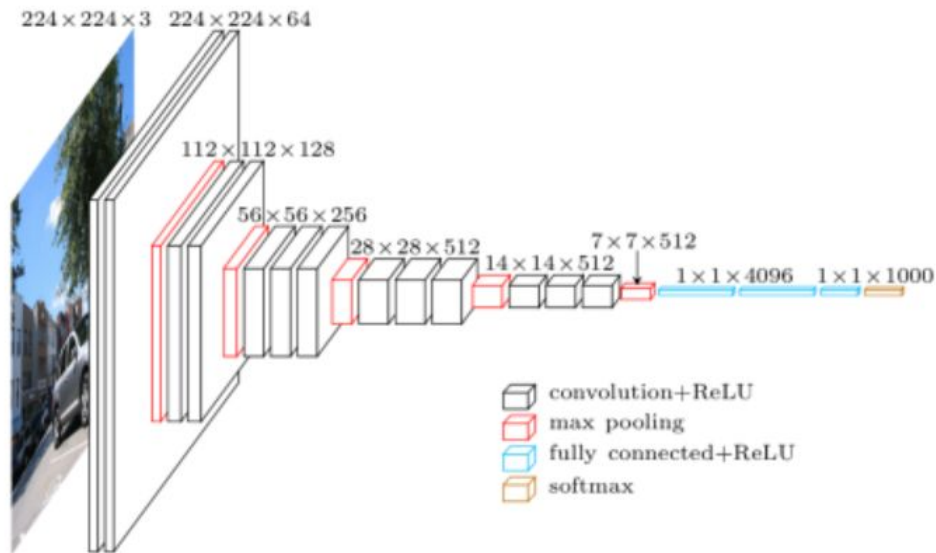 224×224×3
224×224×64
112×112×128
56×56×256
28×28×512
14×14×512
7×7×512
1×1×4096
1×1×1000
convolution+ReLU
max pooling
fully connected+ReLU
softmax